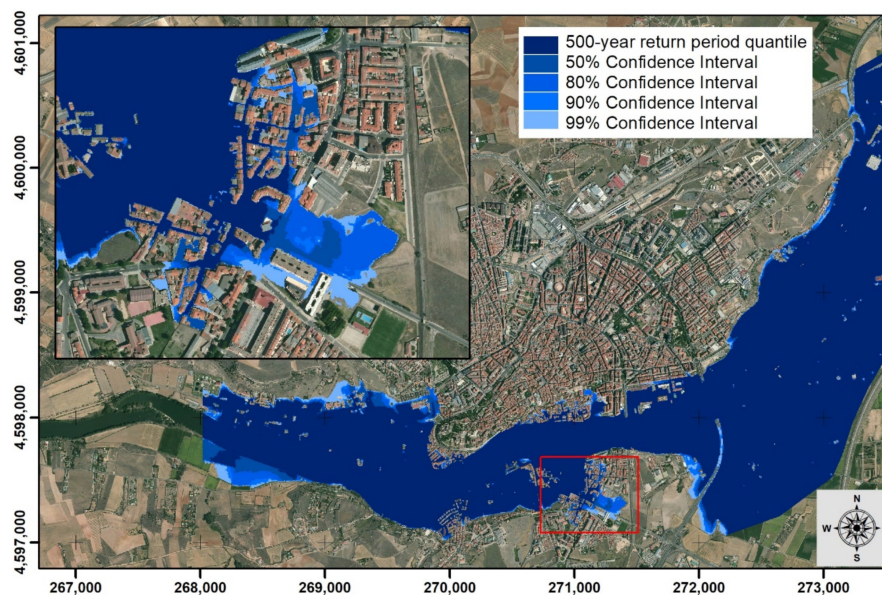 500-year return period quantile
50% Confidence Interval
80% Confidence Interval
90% Confidence Interval
99% Confidence Interval
4,601,000
4,600,000
4,599,000
4,598,000
4,597,000
N
W E
S
267,000 268,000 269,000 270,000 271,000 272,000 273,000